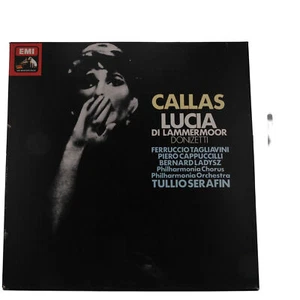 EMI
CALLAS
LUCIA
DI LAMMERMOOR
DONIZETTI
FERRUCCIO TAGLIAVINI
PIERO CAPPUCCILLI
BERNARD LADYSZ
Philharmonia Chorus
Philharmonia Orchestra
TULLIO SERAFIN